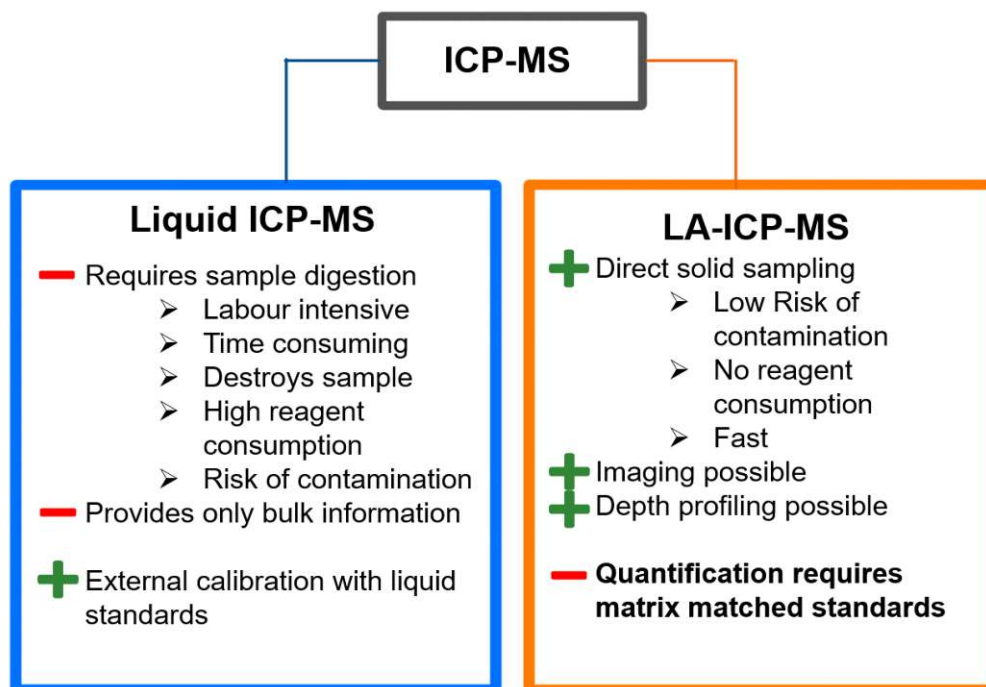 ICP-MS
Liquid ICP-MS
Requires sample digestion
➢ Labour intensive
➢ Time consuming
➢ Destroys sample
➢ High reagent
consumption
➢ Risk of contamination
Provides only bulk information
External calibration with liquid
standards
LA-ICP-MS
Direct solid sampling
➢ Low Risk of
contamination
➢ No reagent
consumption
➢ Fast
Imaging possible
Depth profiling possible
Quantification requires
matrix matched standards